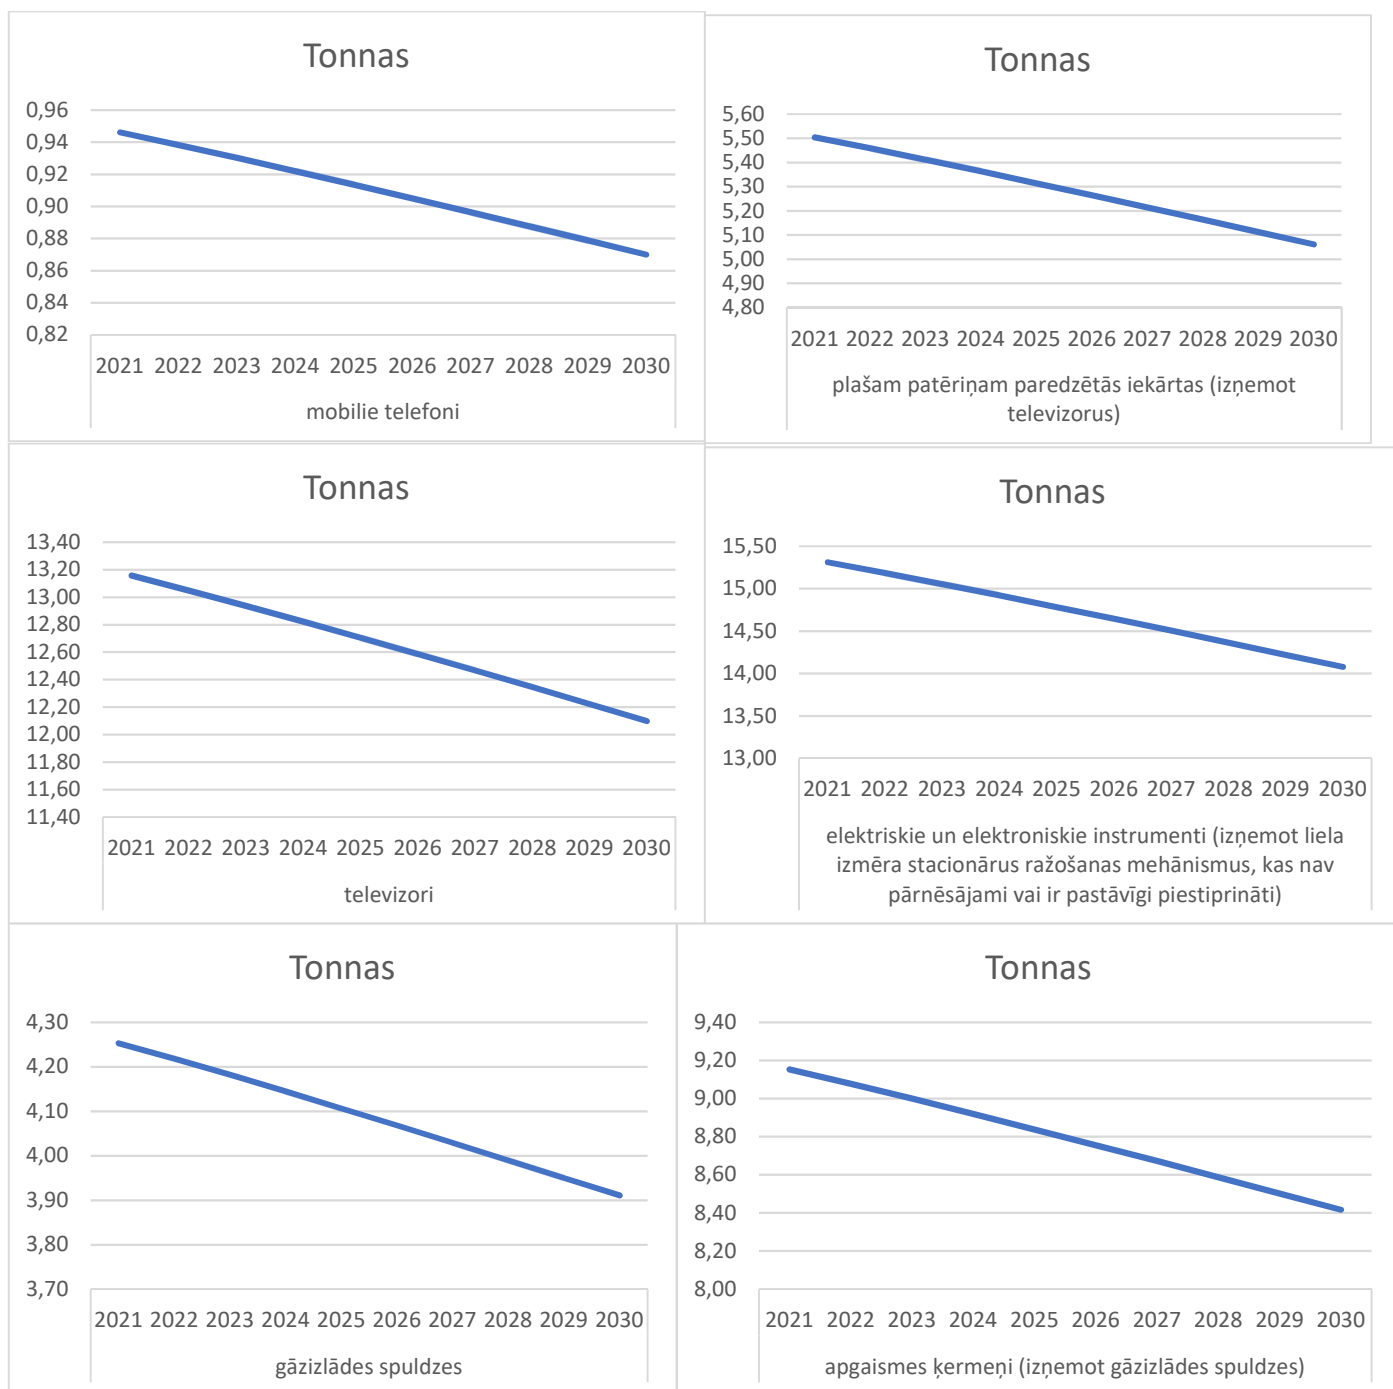 Tonnas
0,96
0,94
0,92
0,90
0,88
0,86
0,84
0,82
2021 2022 2023 2024 2025 2026 2027 2028 2029 2030
mobilie telefoni
Tonnas
5,60
5,50
5,40
5,30
5,20
5,10
5,00
4,90
4,80
2021 2022 2023 2024 2025 2026 2027 2028 2029 2030
plašam patēriņam paredzētās iekārtas (izņemot
televizorus)
Tonnas
13,40
13,20
13,00
12,80
12,60
12,40
12,20
12,00
11,80
11,60
11,40
2021 2022 2023 2024 2025 2026 2027 2028 2029 2030
televizori
Tonnas
15,50
15,00
14,50
14,00
13,50
13,00
2021 2022 2023 2024 2025 2026 2027 2028 2029 2030
elektriskie un elektroniskie instrumenti (izņemot liela
izmēra stacionārus ražošanas mehānismus, kas nav
pārnēsājami vai ir pastāvīgi piestiprināti)
Tonnas
4,30
4,20
4,10
4,00
3,90
3,80
3,70
2021 2022 2023 2024 2025 2026 2027 2028 2029 2030
gāzizlādes spuldzes
Tonnas
9,40
9,20
9,00
8,80
8,60
8,40
8,20
8,00
2021 2022 2023 2024 2025 2026 2027 2028 2029 2030
apgaismes ķermeņi (izņemot gāzizlādes spuldzes)